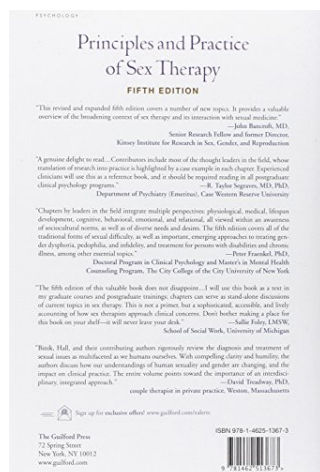 PSYCHOLOGY
Principles and Practice
of Sex Therapy
FIFTH EDITION
"This revised and expanded fifth edition covers a number of new topics. It provides a valuable
overview of the broadening context of sex therapy and its interaction with sexual medicine."
—John Bancroft, MD,
Senior Research Fellow and former Director,
Kinsey Institute for Research in Sex, Gender, and Reproduction
"A genuine delight to read.... Contributors include most of the thought leaders in the field, whose
translation of research into practice is highlighted by a case example in each chapter. Experienced
clinicians will use this as a reference book, and it should be required reading in all postgraduate
clinical psychology programs."
—R. Taylor Segraves, MD, PhD,
Department of Psychiatry (Emeritus), Case Western Reserve University
"Chapters by leaders in the field integrate multiple perspectives: physiological, medical, lifespan
development, cognitive, behavioral, emotional, and relational, all viewed within an awareness
of sociocultural norms, as well as of diverse needs and desires. The fifth edition covers all of the
traditional forms of sexual difficulty, as well as important, emerging approaches to treating gen-
der dysphoria, pedophilia, and infidelity, and treatment for persons with disabilities and chronic
illness, among other essential topics."
—Peter Fraenkel, PhD,
Doctoral Program in Clinical Psychology and Master's in Mental Health
Counseling Program, The City College of the City University of New York
"The fifth edition of this valuable book does not disappoint....I will use this book as a text in
my graduate courses and postgraduate trainings; chapters can serve as stand-alone discussions
of current topics in sex therapy. This is not a primer, but a sophisticated, accessible, and lively
accounting of how sex therapists approach clinical concerns. Don't bother making a place for
this book on your shelf—it will never leave your desk."
—Sallie Foley, LMSW,
School of Social Work, University of Michigan
"Binik, Hall, and their contributing authors rigorously review the diagnosis and treatment of
sexual issues as multifaceted as we humans ourselves. With compelling clarity and humility, the
authors discuss how our understandings of human sexuality and gender are changing, and the
impact on clinical practice. The entire volume points toward the importance of an interdisci-
plinary, integrated approach."
—David Treadway, PhD,
couple therapist in private practice, Weston, Massachusetts
Sign up for exclusive offers! www.guilford.com/ealerts
The Guilford Press
72 Spring Street
New York, NY 10012
www.guilford.com
ISBN 978-1-4625-1367-3
9 781462 513673